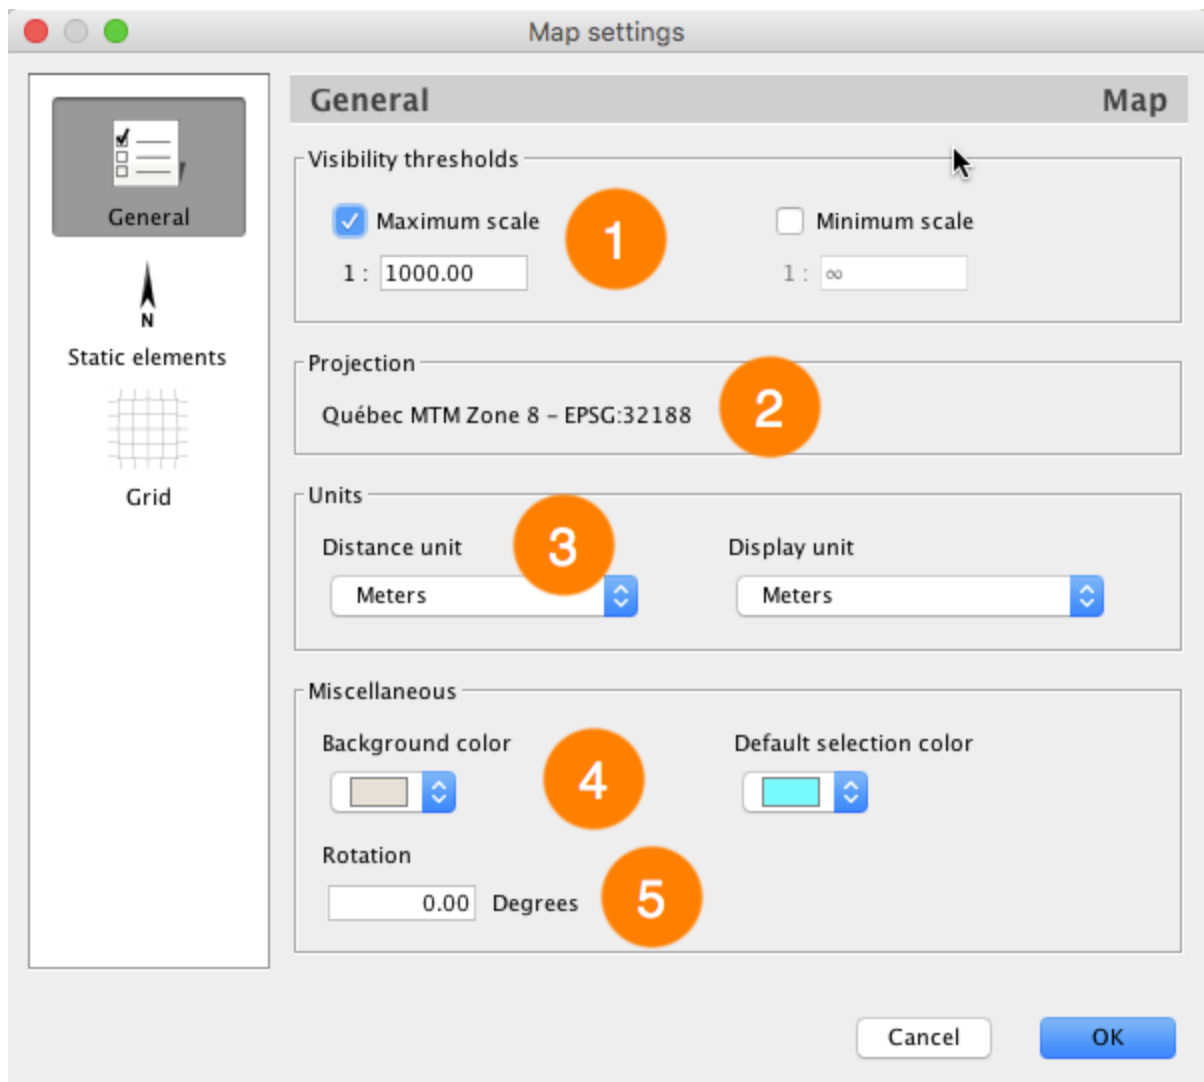 Map settings
General
N
Static elements
Grid
General Map
Visibility thresholds
Maximum scale 1 Minimum scale
1 : 1000.00 1 : ∞
Projection
Québec MTM Zone 8 – EPSG:32188 2
Units
Distance unit 3 Display unit
Meters Meters
Miscellaneous
Background color 4 Default selection color
Rotation
0.00 Degrees 5
Cancel OK